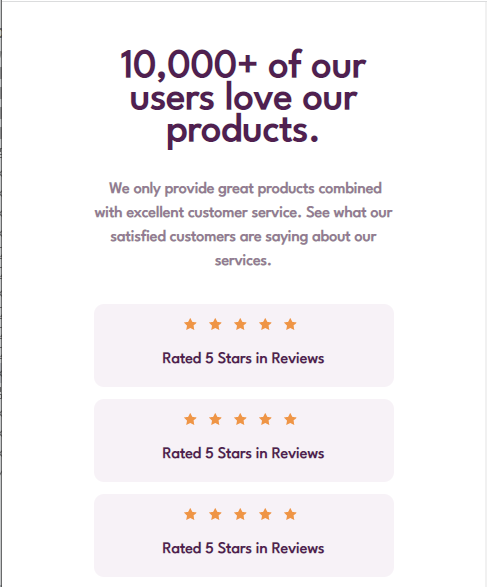 10,000+ of our
users love our
products.
We only provide great products combined
with excellent customer service. See what our
satisfied customers are saying about our
services.
Rated 5 Stars in Reviews
Rated 5 Stars in Reviews
Rated 5 Stars in Reviews